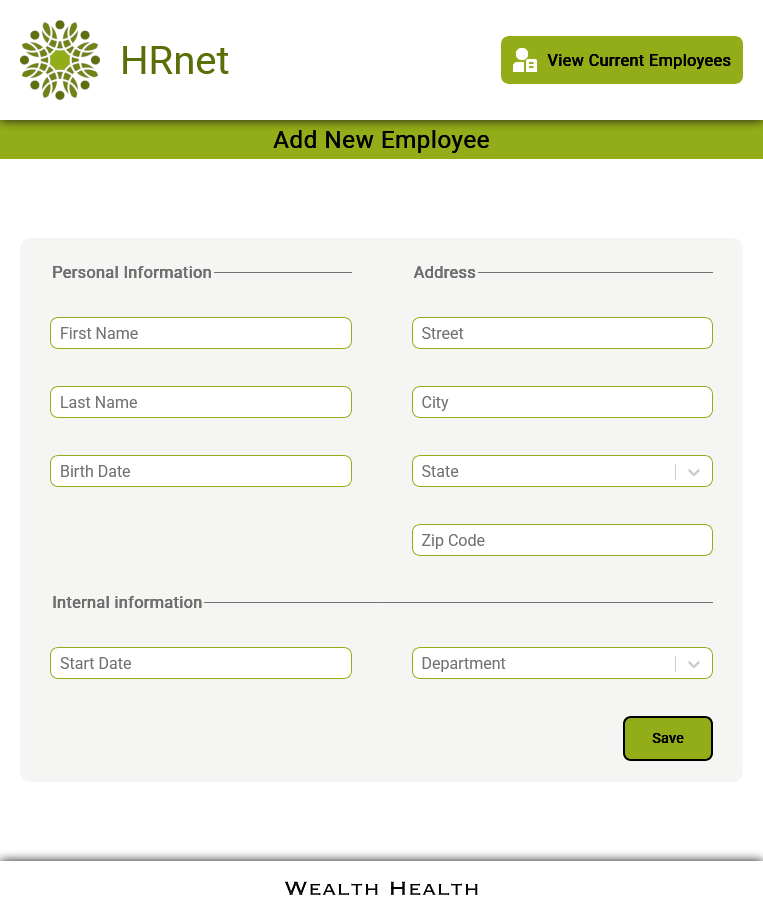 HRnet
View Current Employees
Add New Employee
Personal Information
First Name
Last Name
Birth Date
Address
Street
City
State
Zip Code
Internal information
Start Date
Department
Save
Wealth Health